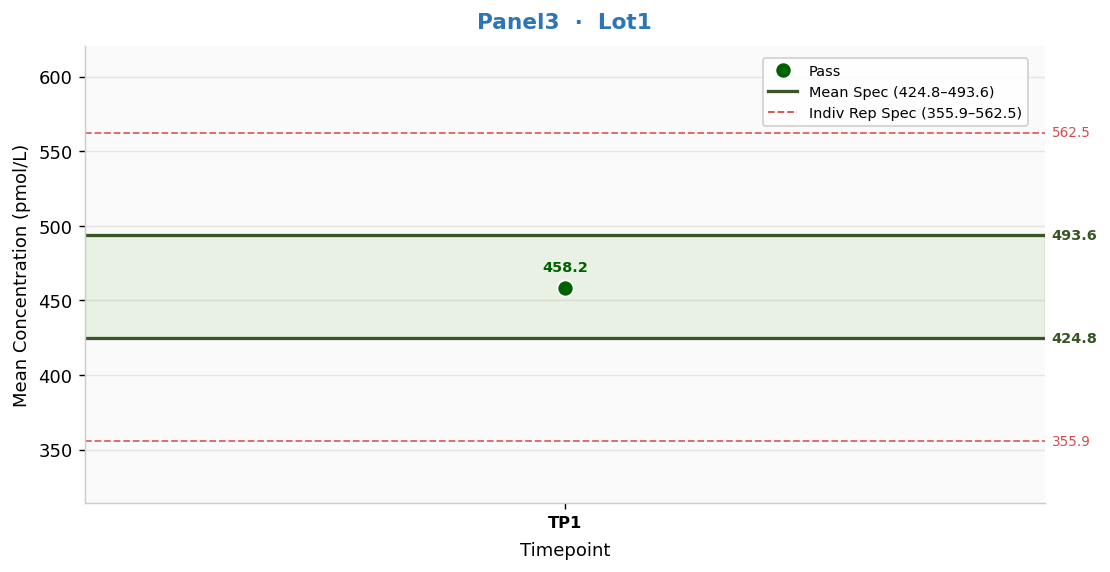 Panel3 · Lot1
Mean Concentration (pmol/L)
600
550
500
450
400
350
Pass
Mean Spec (424.8–493.6)
Indiv Rep Spec (355.9–562.5)
562.5
493.6
458.2
424.8
355.9
TP1
Timepoint